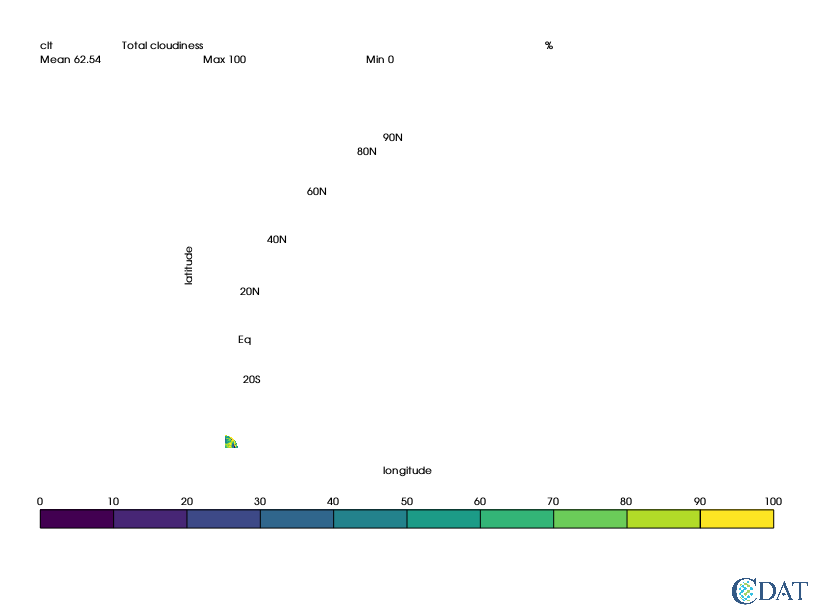 clt Total cloudiness %
Mean 62.54 Max 100 Min 0
90N
80N
60N
40N
latitude
20N
Eq
20S
longitude
0 10 20 30 40 50 60 70 80 90 100
CDAT